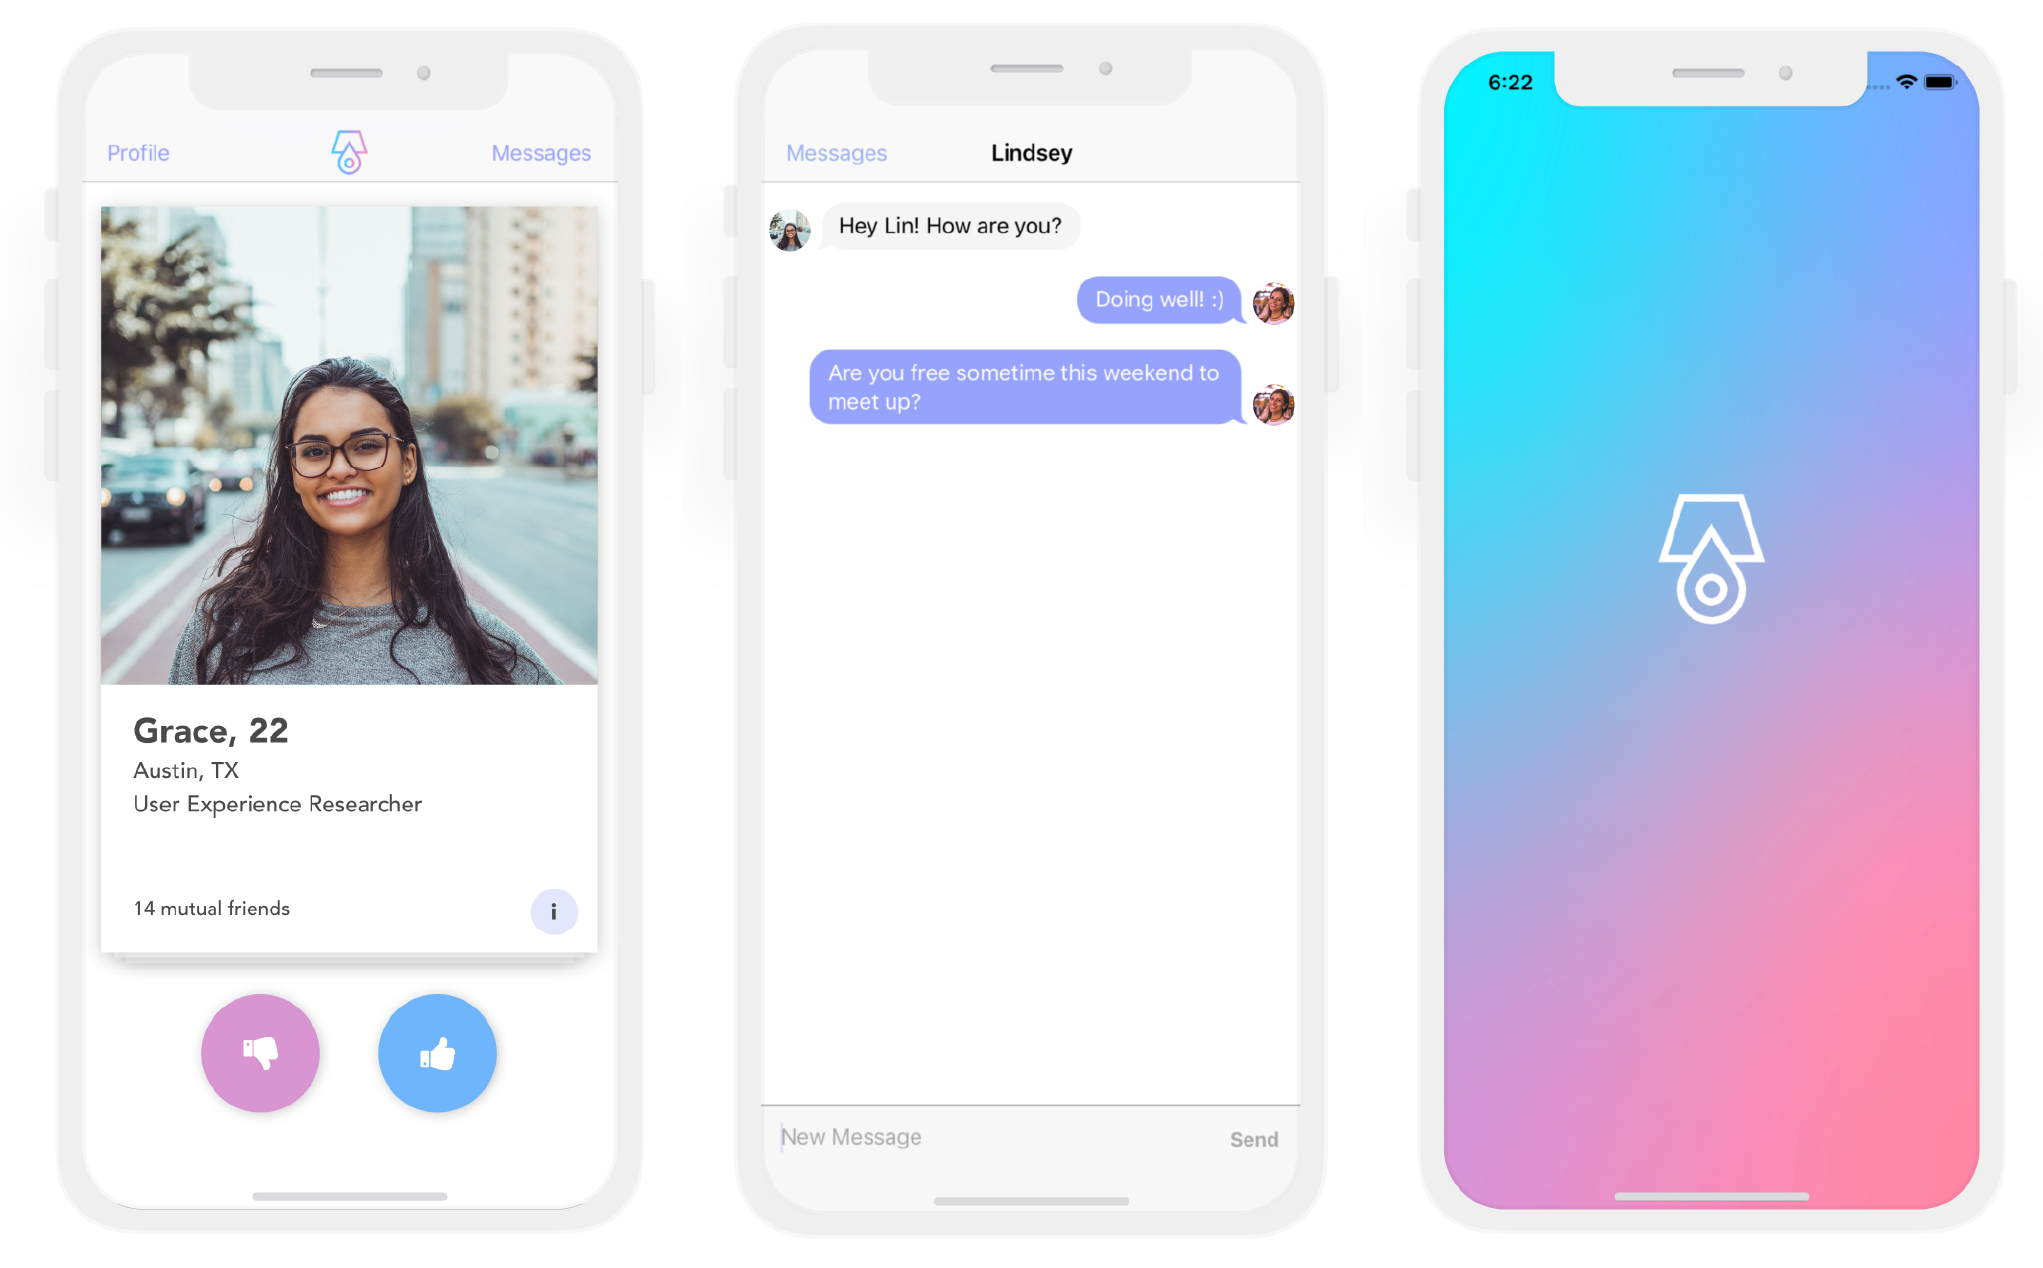 Profile
Messages
Grace, 22
Austin, TX
User Experience Researcher
14 mutual friends
i
Messages
Lindsey
Hey Lin! How are you?
Doing well! :)
Are you free sometime this weekend to
meet up?
New Message
Send
6:22